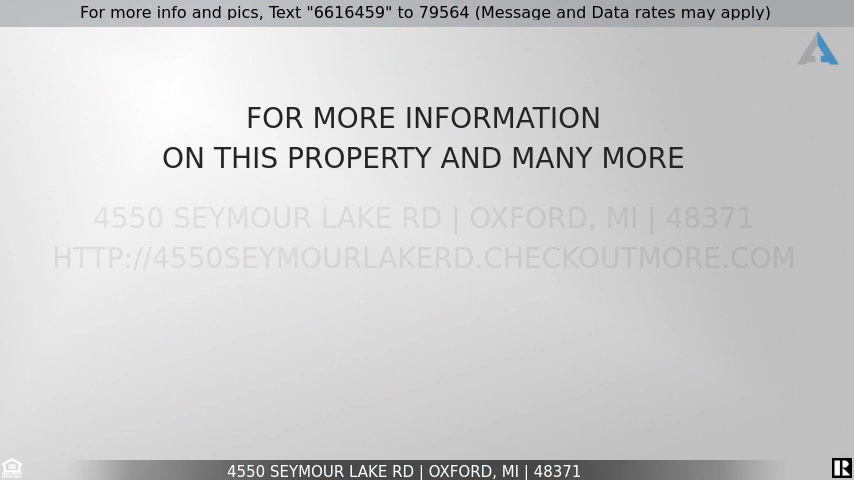 For more info and pics, Text "6616459" to 79564 (Message and Data rates may apply)
FOR MORE INFORMATION
ON THIS PROPERTY AND MANY MORE
4550 SEYMOUR LAKE RD | OXFORD, MI | 48371
HTTP://4550SEYMOURLAKERD.CHECKOUTMORE.COM
4550 SEYMOUR LAKE RD | OXFORD, MI | 48371